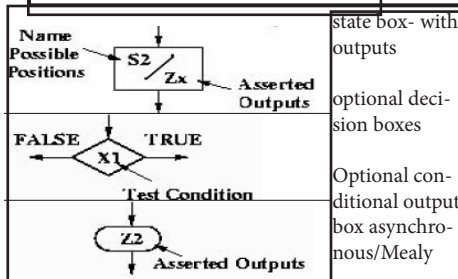 Name
Possible
Positions
S2
Zx
Asserted
Outputs
state box- with
outputs
FALSE
TRUE
X1
Test Condition
optional deci-
sion boxes
Z2
Asserted Outputs
Optional con-
ditional output
box asynchro-
nous/Mealy